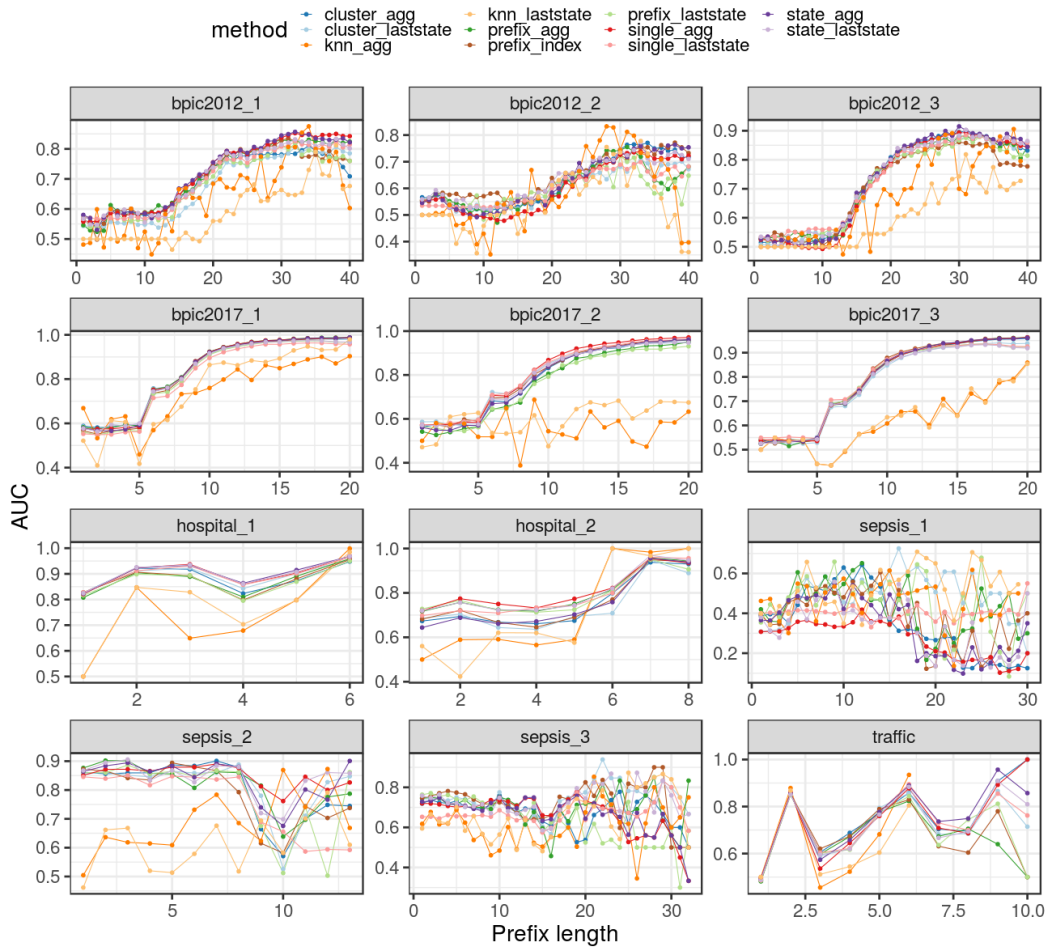 method
cluster_agg knn_laststate prefix_laststate state_agg
cluster_laststate prefix_agg single_agg state_laststate
knn_agg prefix_index single_laststate
bpic2012_1 bpic2012_2 bpic2012_3
0.8 0.7 0.6 0.5
0 10 20 30 40
0.8 0.7 0.6 0.5 0.4
0 10 20 30 40
0.9 0.8 0.7 0.6 0.5
0 10 20 30 40
bpic2017_1 bpic2017_2 bpic2017_3
1.0 0.8 0.6 0.4
5 10 15 20
1.0 0.8 0.6 0.4
5 10 15 20
0.9 0.8 0.7 0.6 0.5
5 10 15 20
AUC
hospital_1 hospital_2 sepsis_1
1.0 0.9 0.8 0.7 0.6 0.5
2 4 6
1.0 0.8 0.6 0.4
2 4 6 8
0.6 0.4 0.2
0 10 20 30
sepsis_2 sepsis_3 traffic
0.9 0.8 0.7 0.6 0.5
5 10
0.8 0.6 0.4
0 10 20 30
1.0 0.8 0.6
2.5 5.0 7.5 10.0
Prefix length